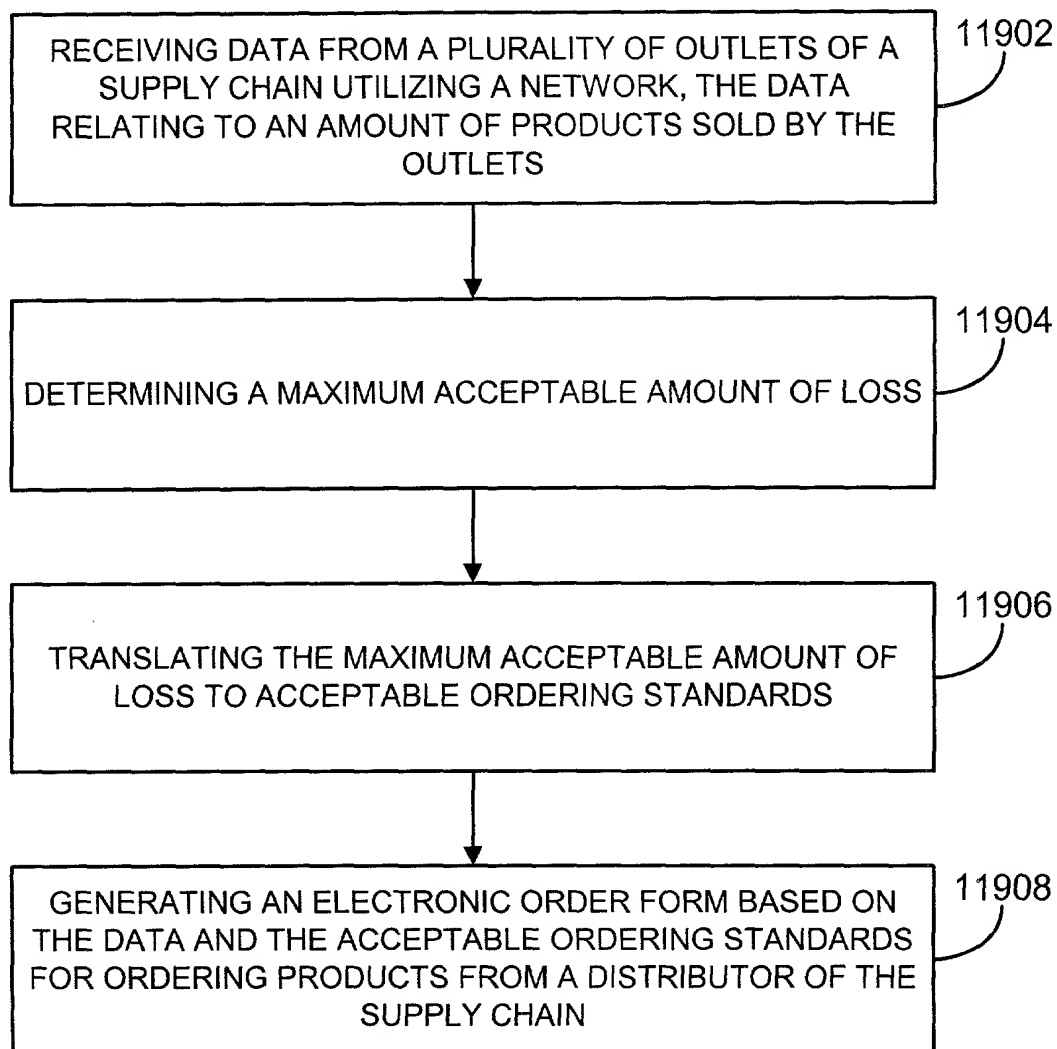 RECEIVING DATA FROM A PLURALITY OF OUTLETS OF A
SUPPLY CHAIN UTILIZING A NETWORK, THE DATA
RELATING TO AN AMOUNT OF PRODUCTS SOLD BY THE
OUTLETS
11902
DETERMINING A MAXIMUM ACCEPTABLE AMOUNT OF LOSS
11904
TRANSLATING THE MAXIMUM ACCEPTABLE AMOUNT OF
LOSS TO ACCEPTABLE ORDERING STANDARDS
11906
GENERATING AN ELECTRONIC ORDER FORM BASED ON
THE DATA AND THE ACCEPTABLE ORDERING STANDARDS
FOR ORDERING PRODUCTS FROM A DISTRIBUTOR OF THE
SUPPLY CHAIN
11908